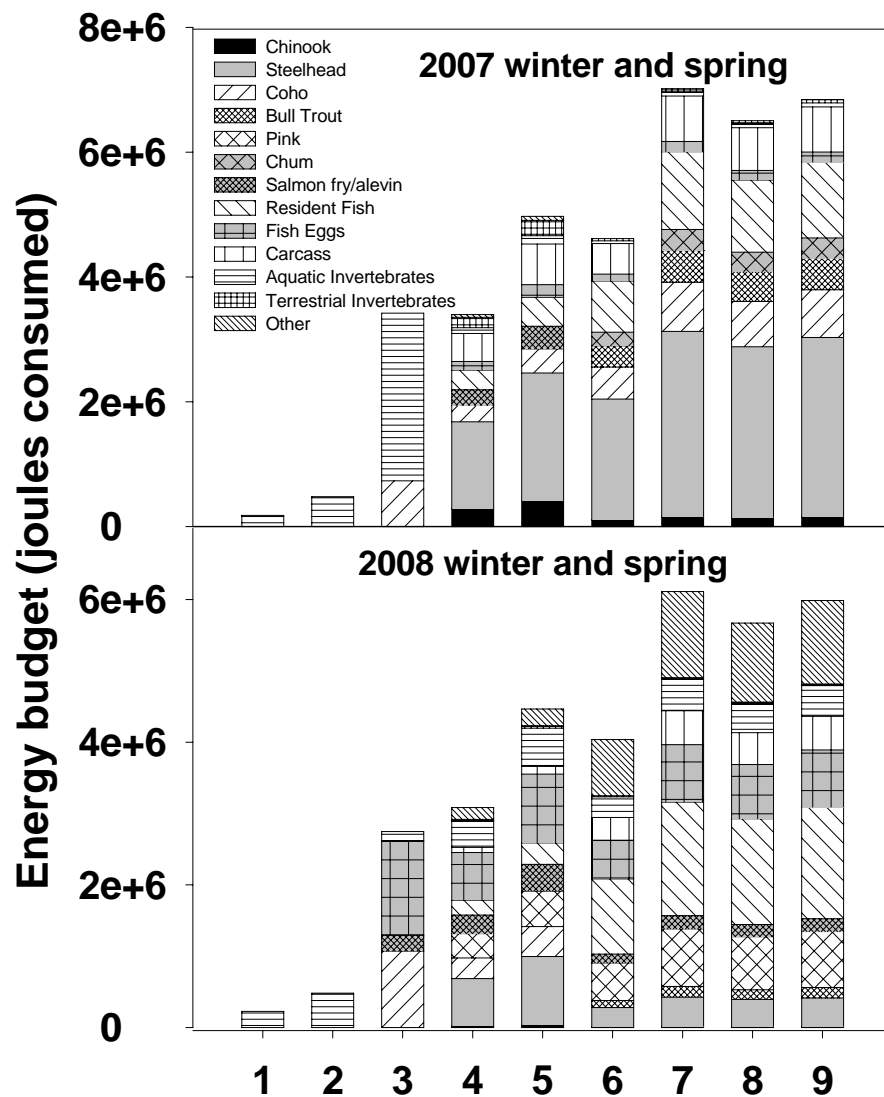 Energy budget (joules consumed)
8e+6
6e+6
4e+6
2e+6
0
2007 winter and spring
Chinook
Steelhead
Coho
Bull Trout
Pink
Chum
Salmon fry/alevin
Resident Fish
Fish Eggs
Carcass
Aquatic Invertebrates
Terrestrial Invertebrates
Other
2008 winter and spring
6e+6
4e+6
2e+6
0
1 2 3 4 5 6 7 8 9